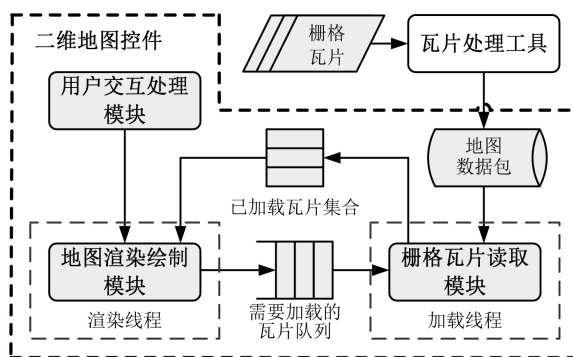 二维地图控件
栅格
瓦片
瓦片处理工具
用户交互处理
模块
地图
数据包
已加载瓦片集合
地图渲染绘制
模块
渲染线程
需要加载的
瓦片队列
栅格瓦片读取
模块
加载线程